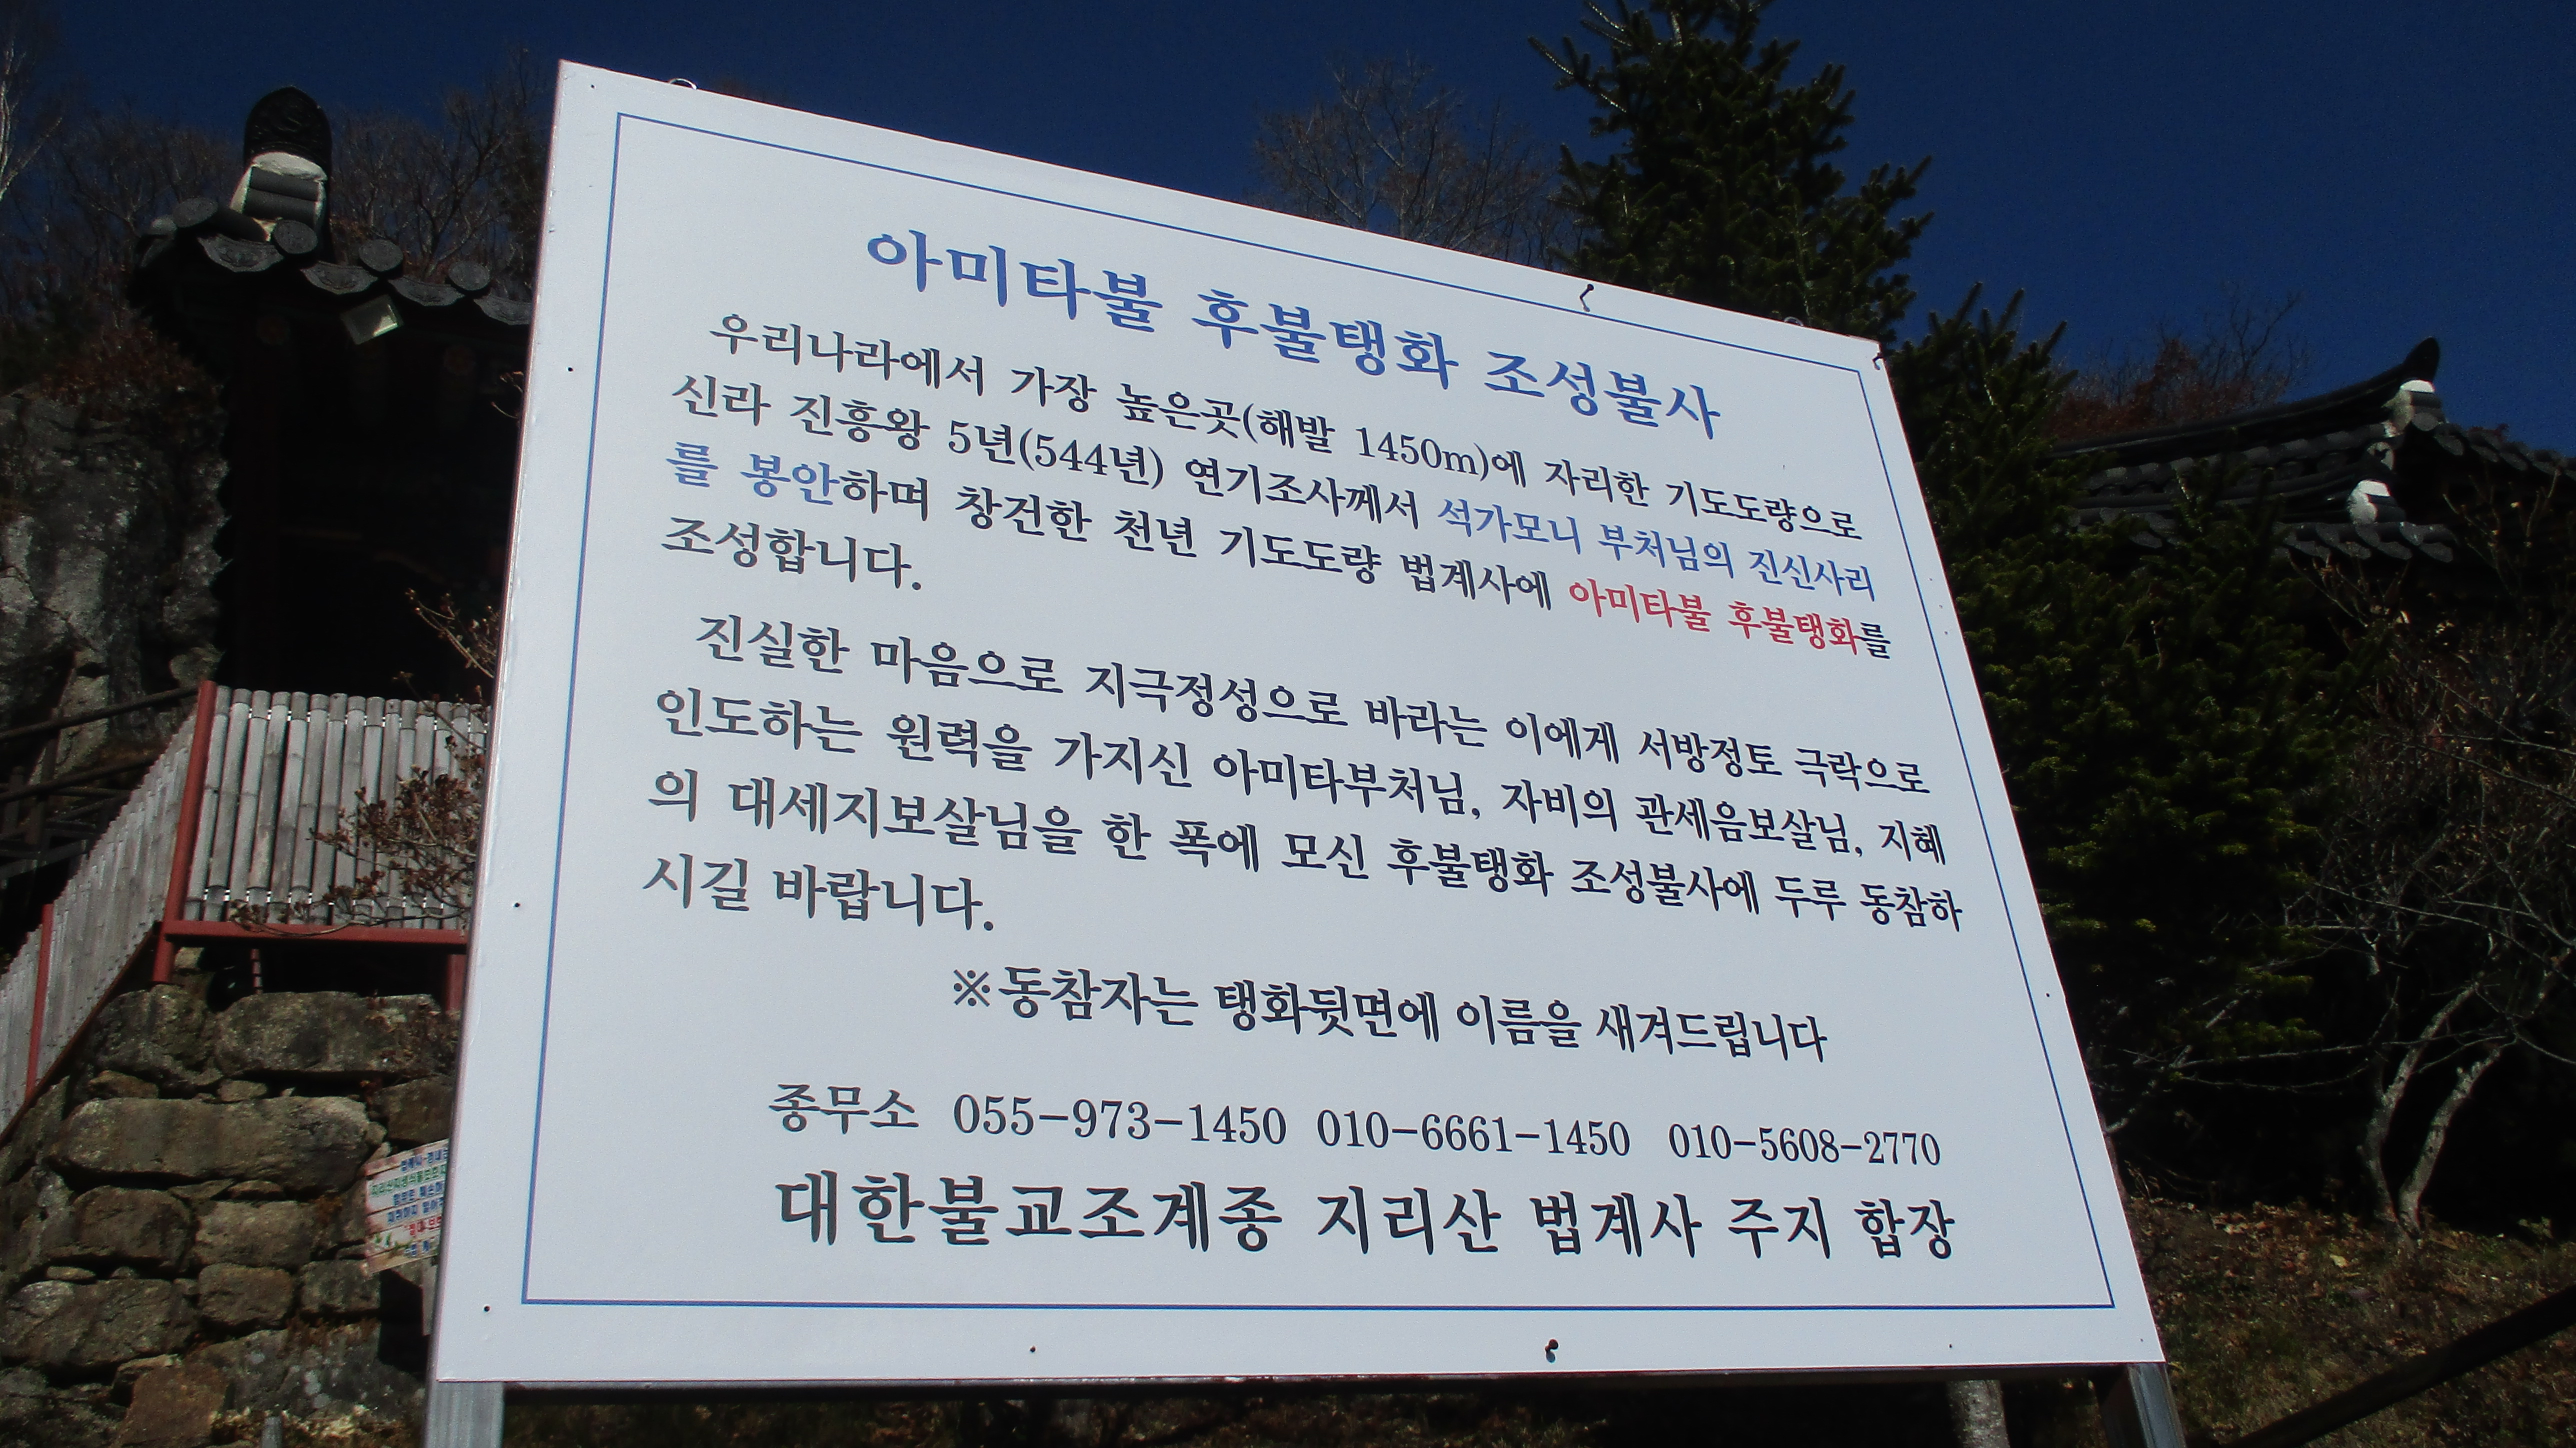 아미타불 후불탱화 조성불사
우리나라에서 가장 높은곳(해발 1450m)에 자리한 기도도량으로
신라 진흥왕 5년(544년) 연기조사께서 석가모니 부처님의 진신사리
를 봉안하며 창건한 천년 기도도량 법계사에 아미타불 후불탱화를
조성합니다.
진실한 마음으로 지극정성으로 바라는 이에게 서방정토 극락으로
인도하는 원력을 가지신 아미타부처님, 자비의 관세음보살님, 지혜
의 대세지보살님을 한 폭에 모신 후불탱화 조성불사에 두루 동참하
시길 바랍니다.
※동참자는 탱화뒷면에 이름을 새겨드립니다
종무소 055-973-1450 010-6661-1450 010-5608-2770
대한불교조계종 지리산 법계사 주지 합장